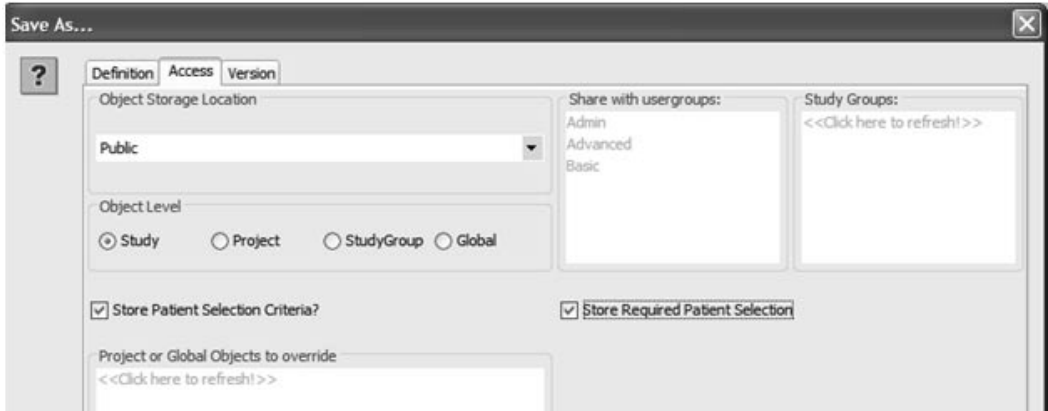 Save As...
?
Definition Access Version
Object Storage Location
Public
Object Level
Study Project StudyGroup Global
Store Patient Selection Criteria?
Project or Global Objects to override
<<Click here to refresh!>>
Share with usergroups:
Admin
Advanced
Basic
Study Groups:
<<Click here to refresh!>>
Store Required Patient Selection